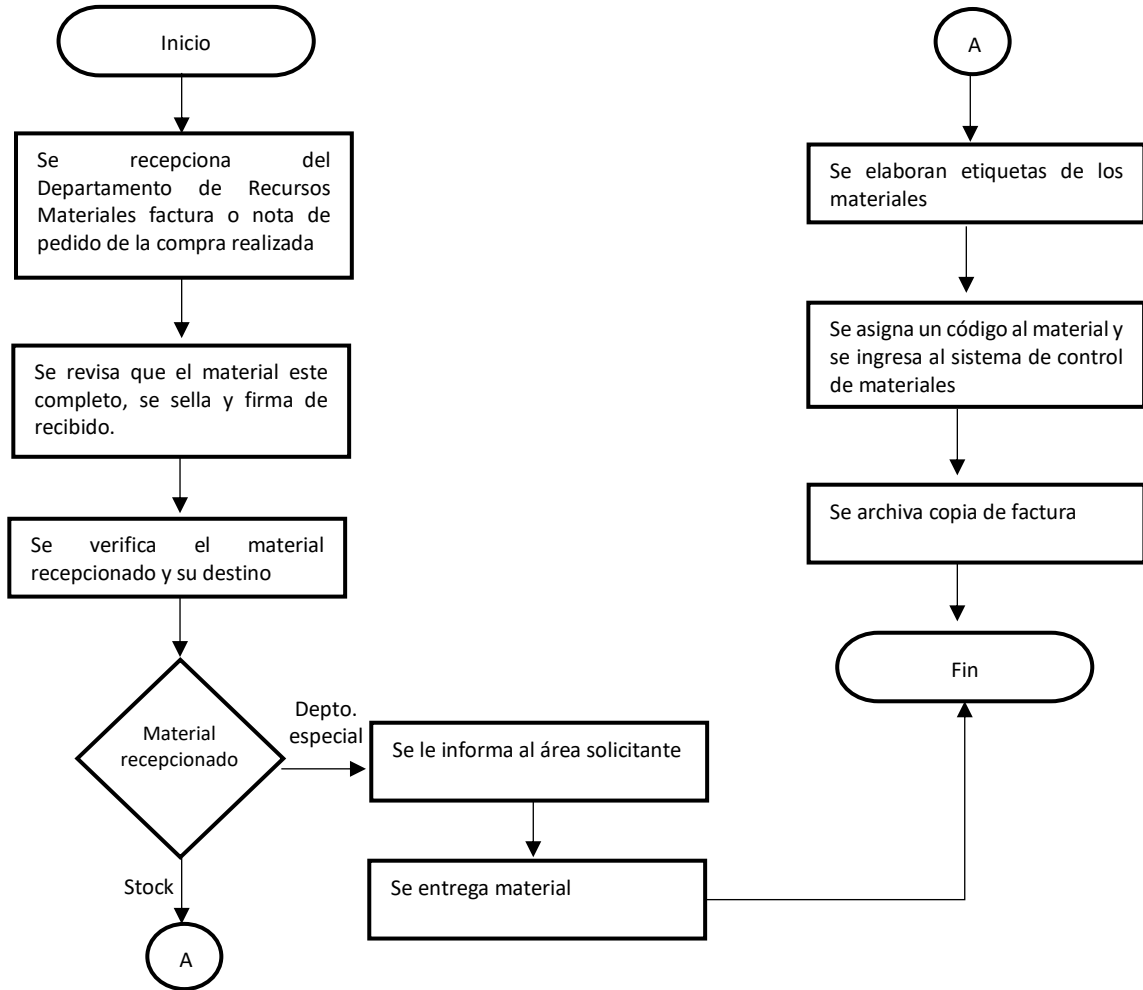 Inicio
Se recepciona del
Departamento de Recursos
Materiales factura o nota de
pedido de la compra realizada
Se revisa que el material este
completo, se sella y firma de
recibido.
Se verifica el material
recepcionado y su destino
Material
recepcionado
Depto.
especial
Se le informa al área solicitante
Se entrega material
Stock
A
A
Se elaboran etiquetas de los
materiales
Se asigna un código al material y
se ingresa al sistema de control
de materiales
Se archiva copia de factura
Fin